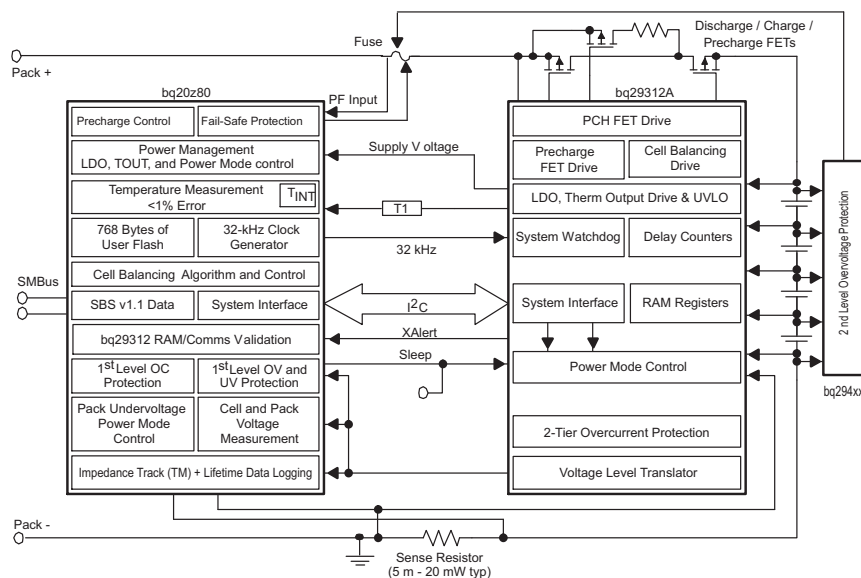 Discharge / Charge /
Precharge FETs
Fuse
Pack +
bq20z80
PF Input
bq29312A
Precharge Control
Fail-Safe Protection
PCH FET Drive
Power Management
LDO, TOUT, and Power Mode control
Supply V oltage
Precharge
FET Drive
Cell Balancing
Drive
Temperature Measurement
<1% Error
TINT
T1
LDO, Therm Output Drive & UVLO
768 Bytes of
User Flash
32-kHz Clock
Generator
32 kHz
System Watchdog
Delay Counters
2 nd Level Overvoltage Protection
Cell Balancing Algorithm and Control
SMBus
SBS v1.1 Data
System Interface
I2C
System Interface
RAM Registers
bq29312 RAM/Comms Validation
XAlert
Sleep
1st Level OC
Protection
1st Level OV and
UV Protection
Power Mode Control
bq294xx
Pack Undervoltage
Power Mode
Control
Cell and Pack
Voltage
Measurement
2-Tier Overcurrent Protection
Impedance Track (TM) + Lifetime Data Logging
Voltage Level Translator
Pack -
Sense Resistor
(5 m - 20 mW typ)